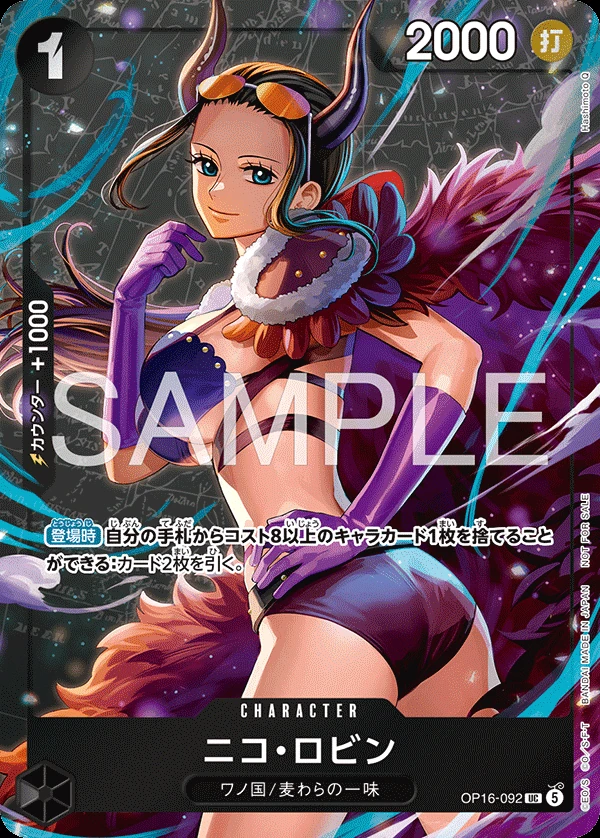 1
2000 打
Hashimoto Q
カウンター +1000
SAMPLE
登場時 自分の手札からコスト8以上のキャラカード1枚を捨てること
ができる:カード2枚を引く。
CHARACTER
ニコ・ロビン
ワノ国/麦わらの一味
OP16-092 UC 5
©E.O/S ©O/S･F･T BANDAI MADE IN JAPAN NOT FOR SALE